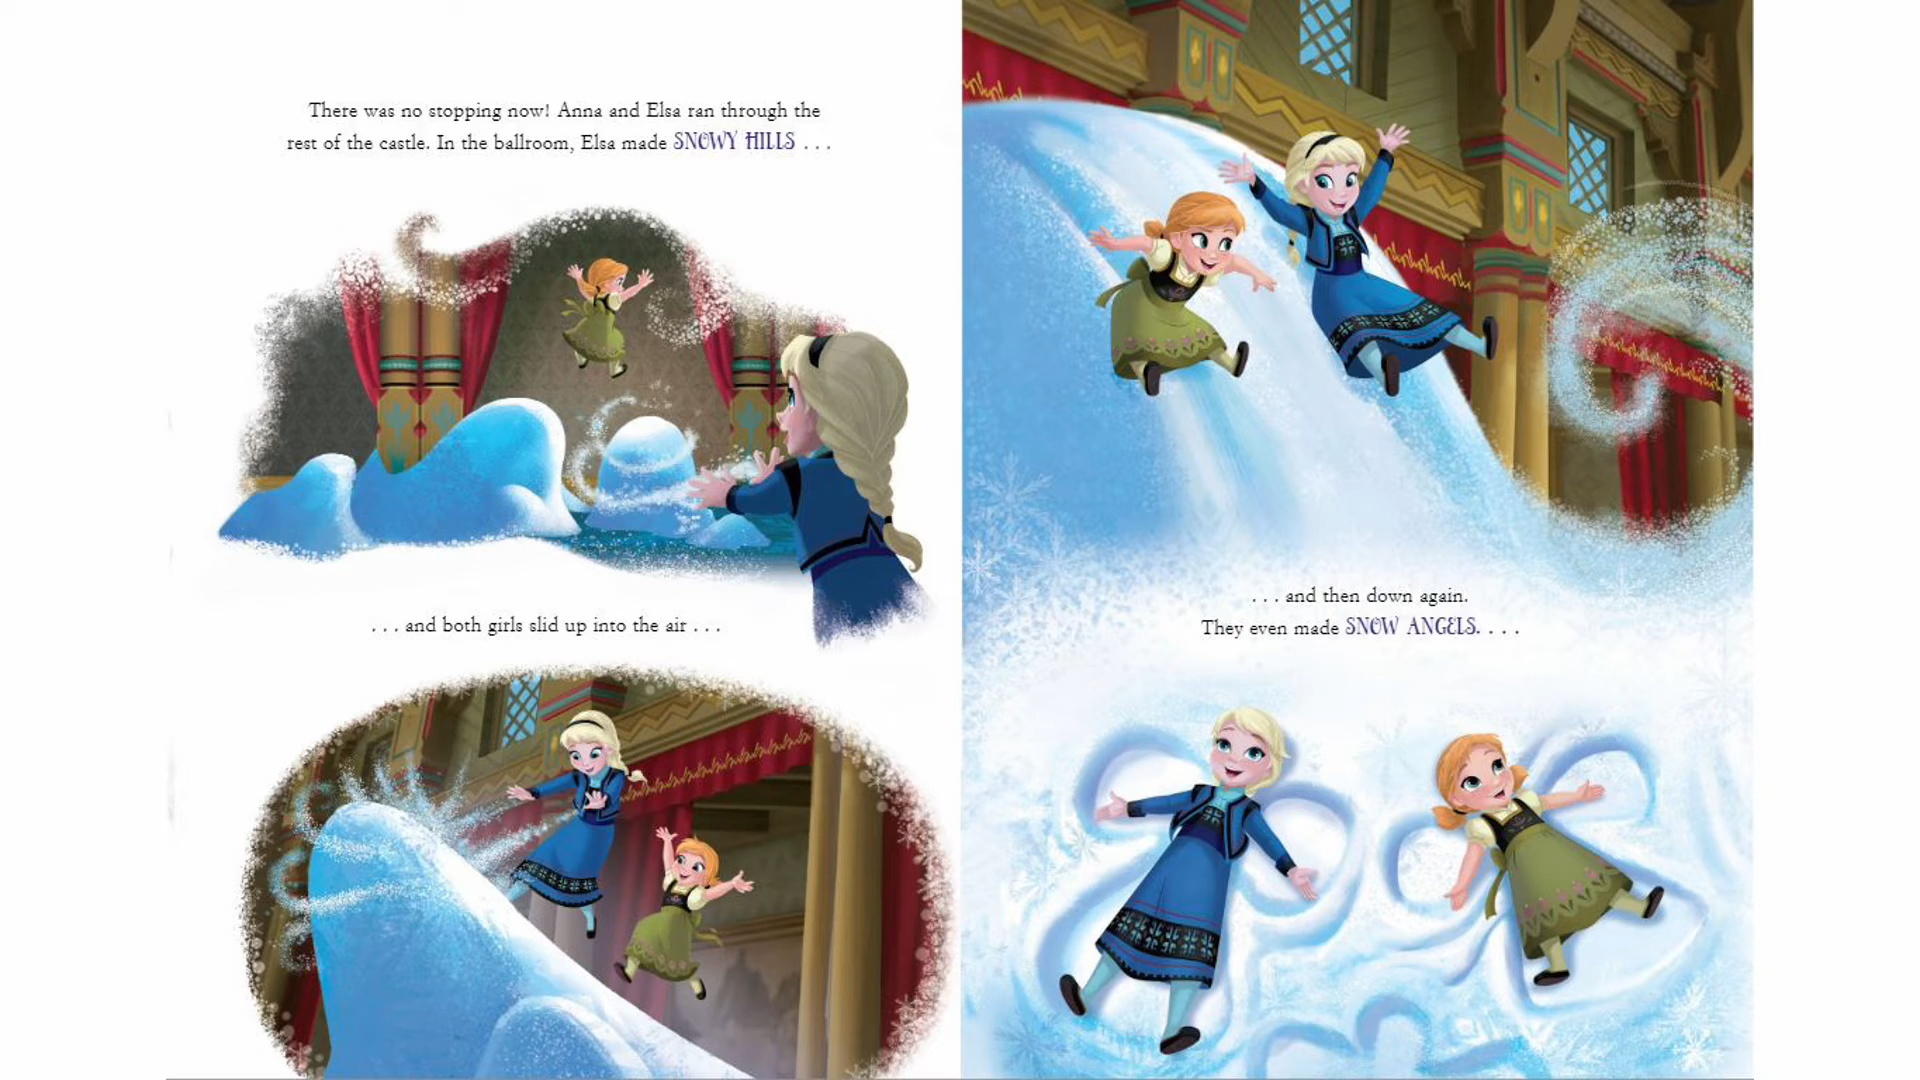 There was no stopping now! Anna and Elsa ran through the
rest of the castle. In the ballroom, Elsa made SNOWY HILLS . . .
. . . and both girls slid up into the air . . .
. . . and then down again.
They even made SNOW ANGELS. . . .